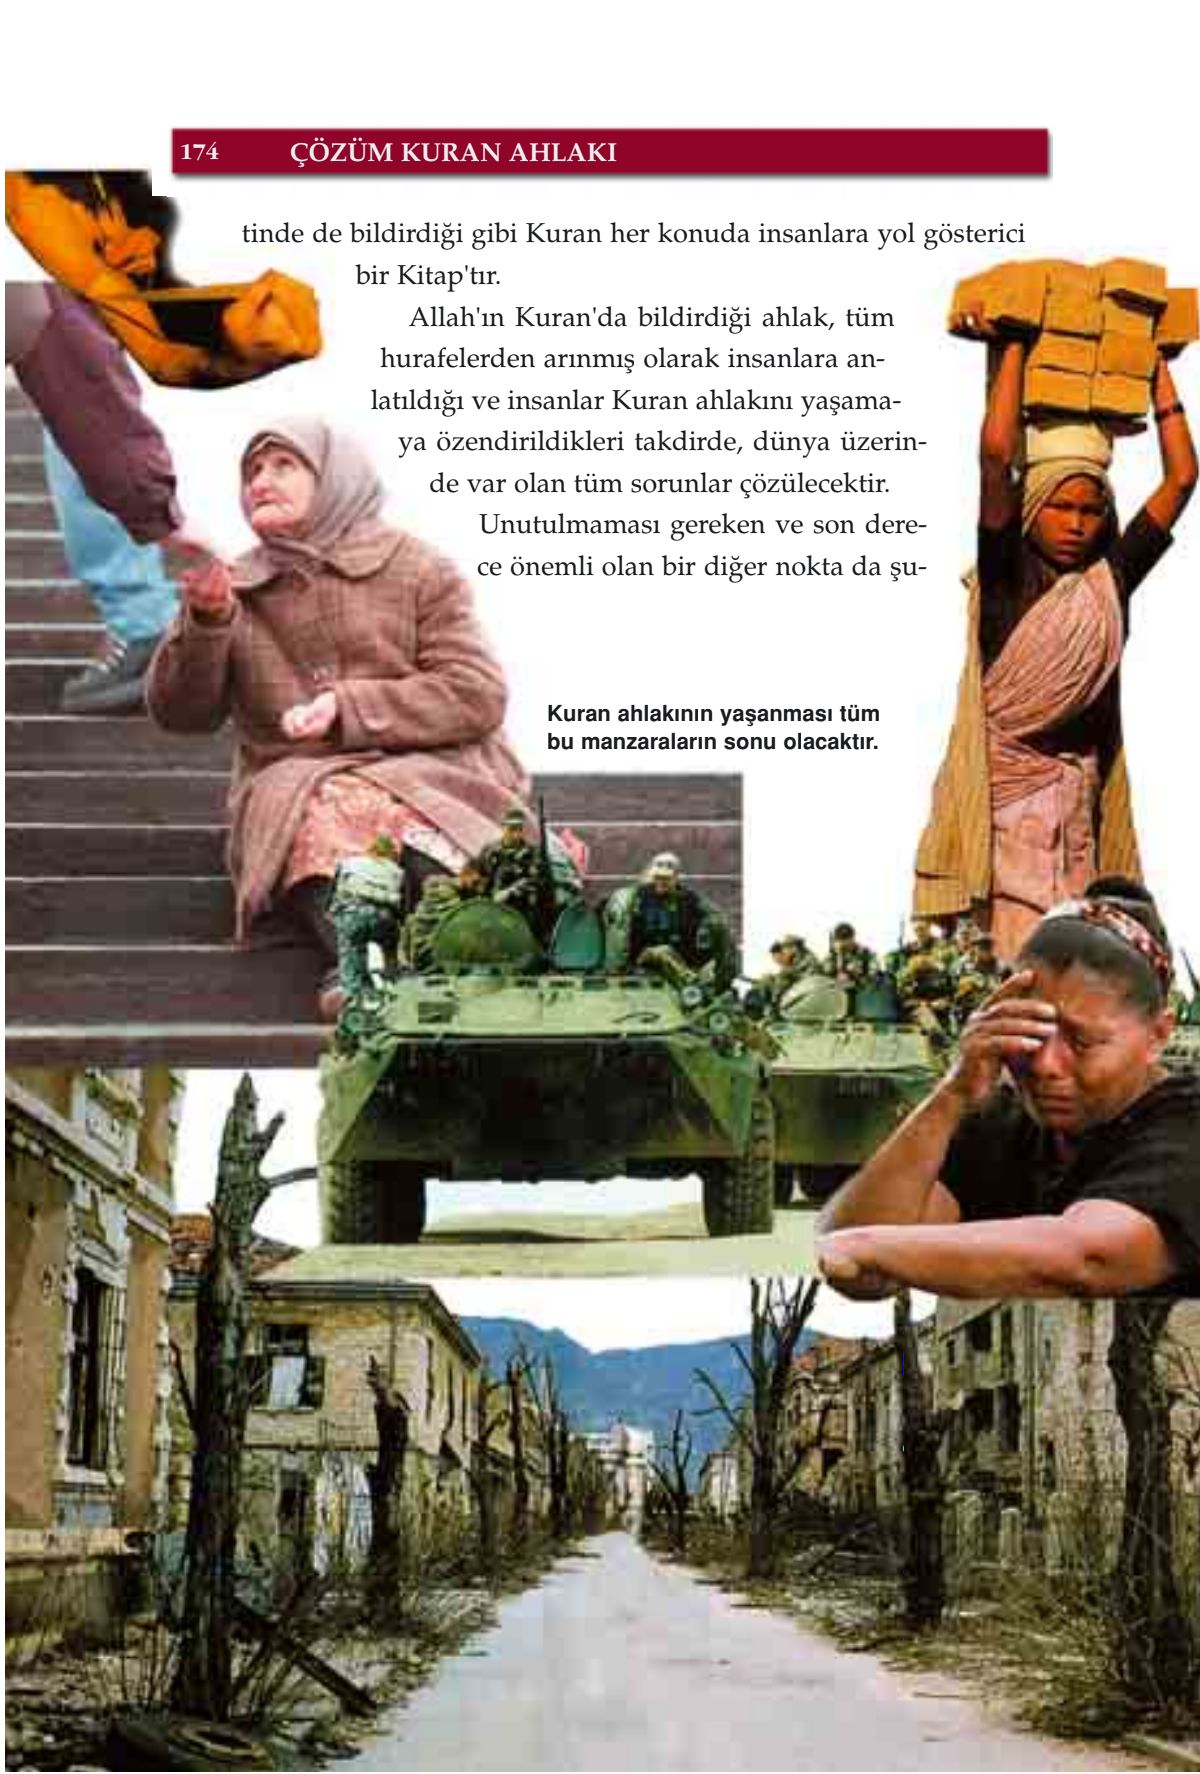 174 ÇÖZÜM KURAN AHLAKI
tinde de bildirdiği gibi Kuran her konuda insanlara yol gösterici
bir Kitap'tır.
Allah'ın Kuran'da bildirdiği ahlak, tüm
hurafelerden arınmış olarak insanlara an-
latıldığı ve insanlar Kuran ahlakını yaşama-
ya özendirildikleri takdirde, dünya üzerin-
de var olan tüm sorunlar çözülecektir.
Unutulmaması gereken ve son dere-
ce önemli olan bir diğer nokta da şu-
Kuran ahlakının yaşanması tüm
bu manzaraların sonu olacaktır.